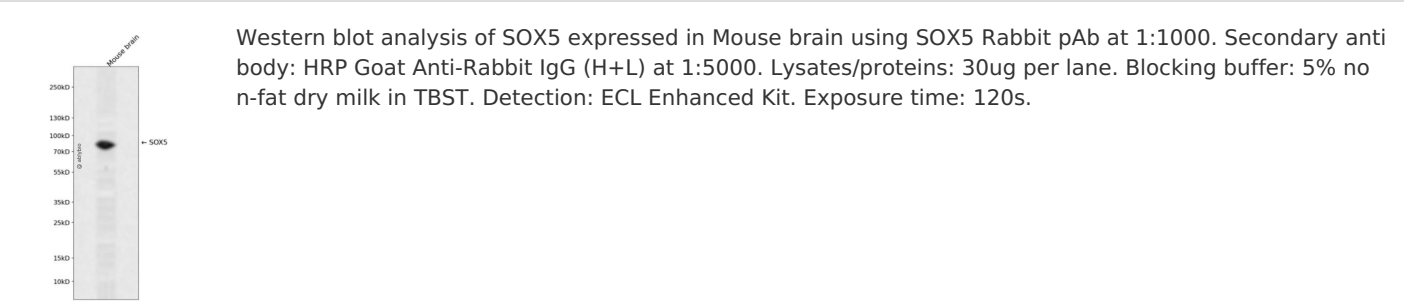 Mouse brain
250kD
130kD
100kD
70kD
55kD
35kD
25kD
15kD
10kD
← SOX5
@ ablybio
Western blot analysis of SOX5 expressed in Mouse brain using SOX5 Rabbit pAb at 1:1000. Secondary anti
body: HRP Goat Anti-Rabbit IgG (H+L) at 1:5000. Lysates/proteins: 30ug per lane. Blocking buffer: 5% no
n-fat dry milk in TBST. Detection: ECL Enhanced Kit. Exposure time: 120s.